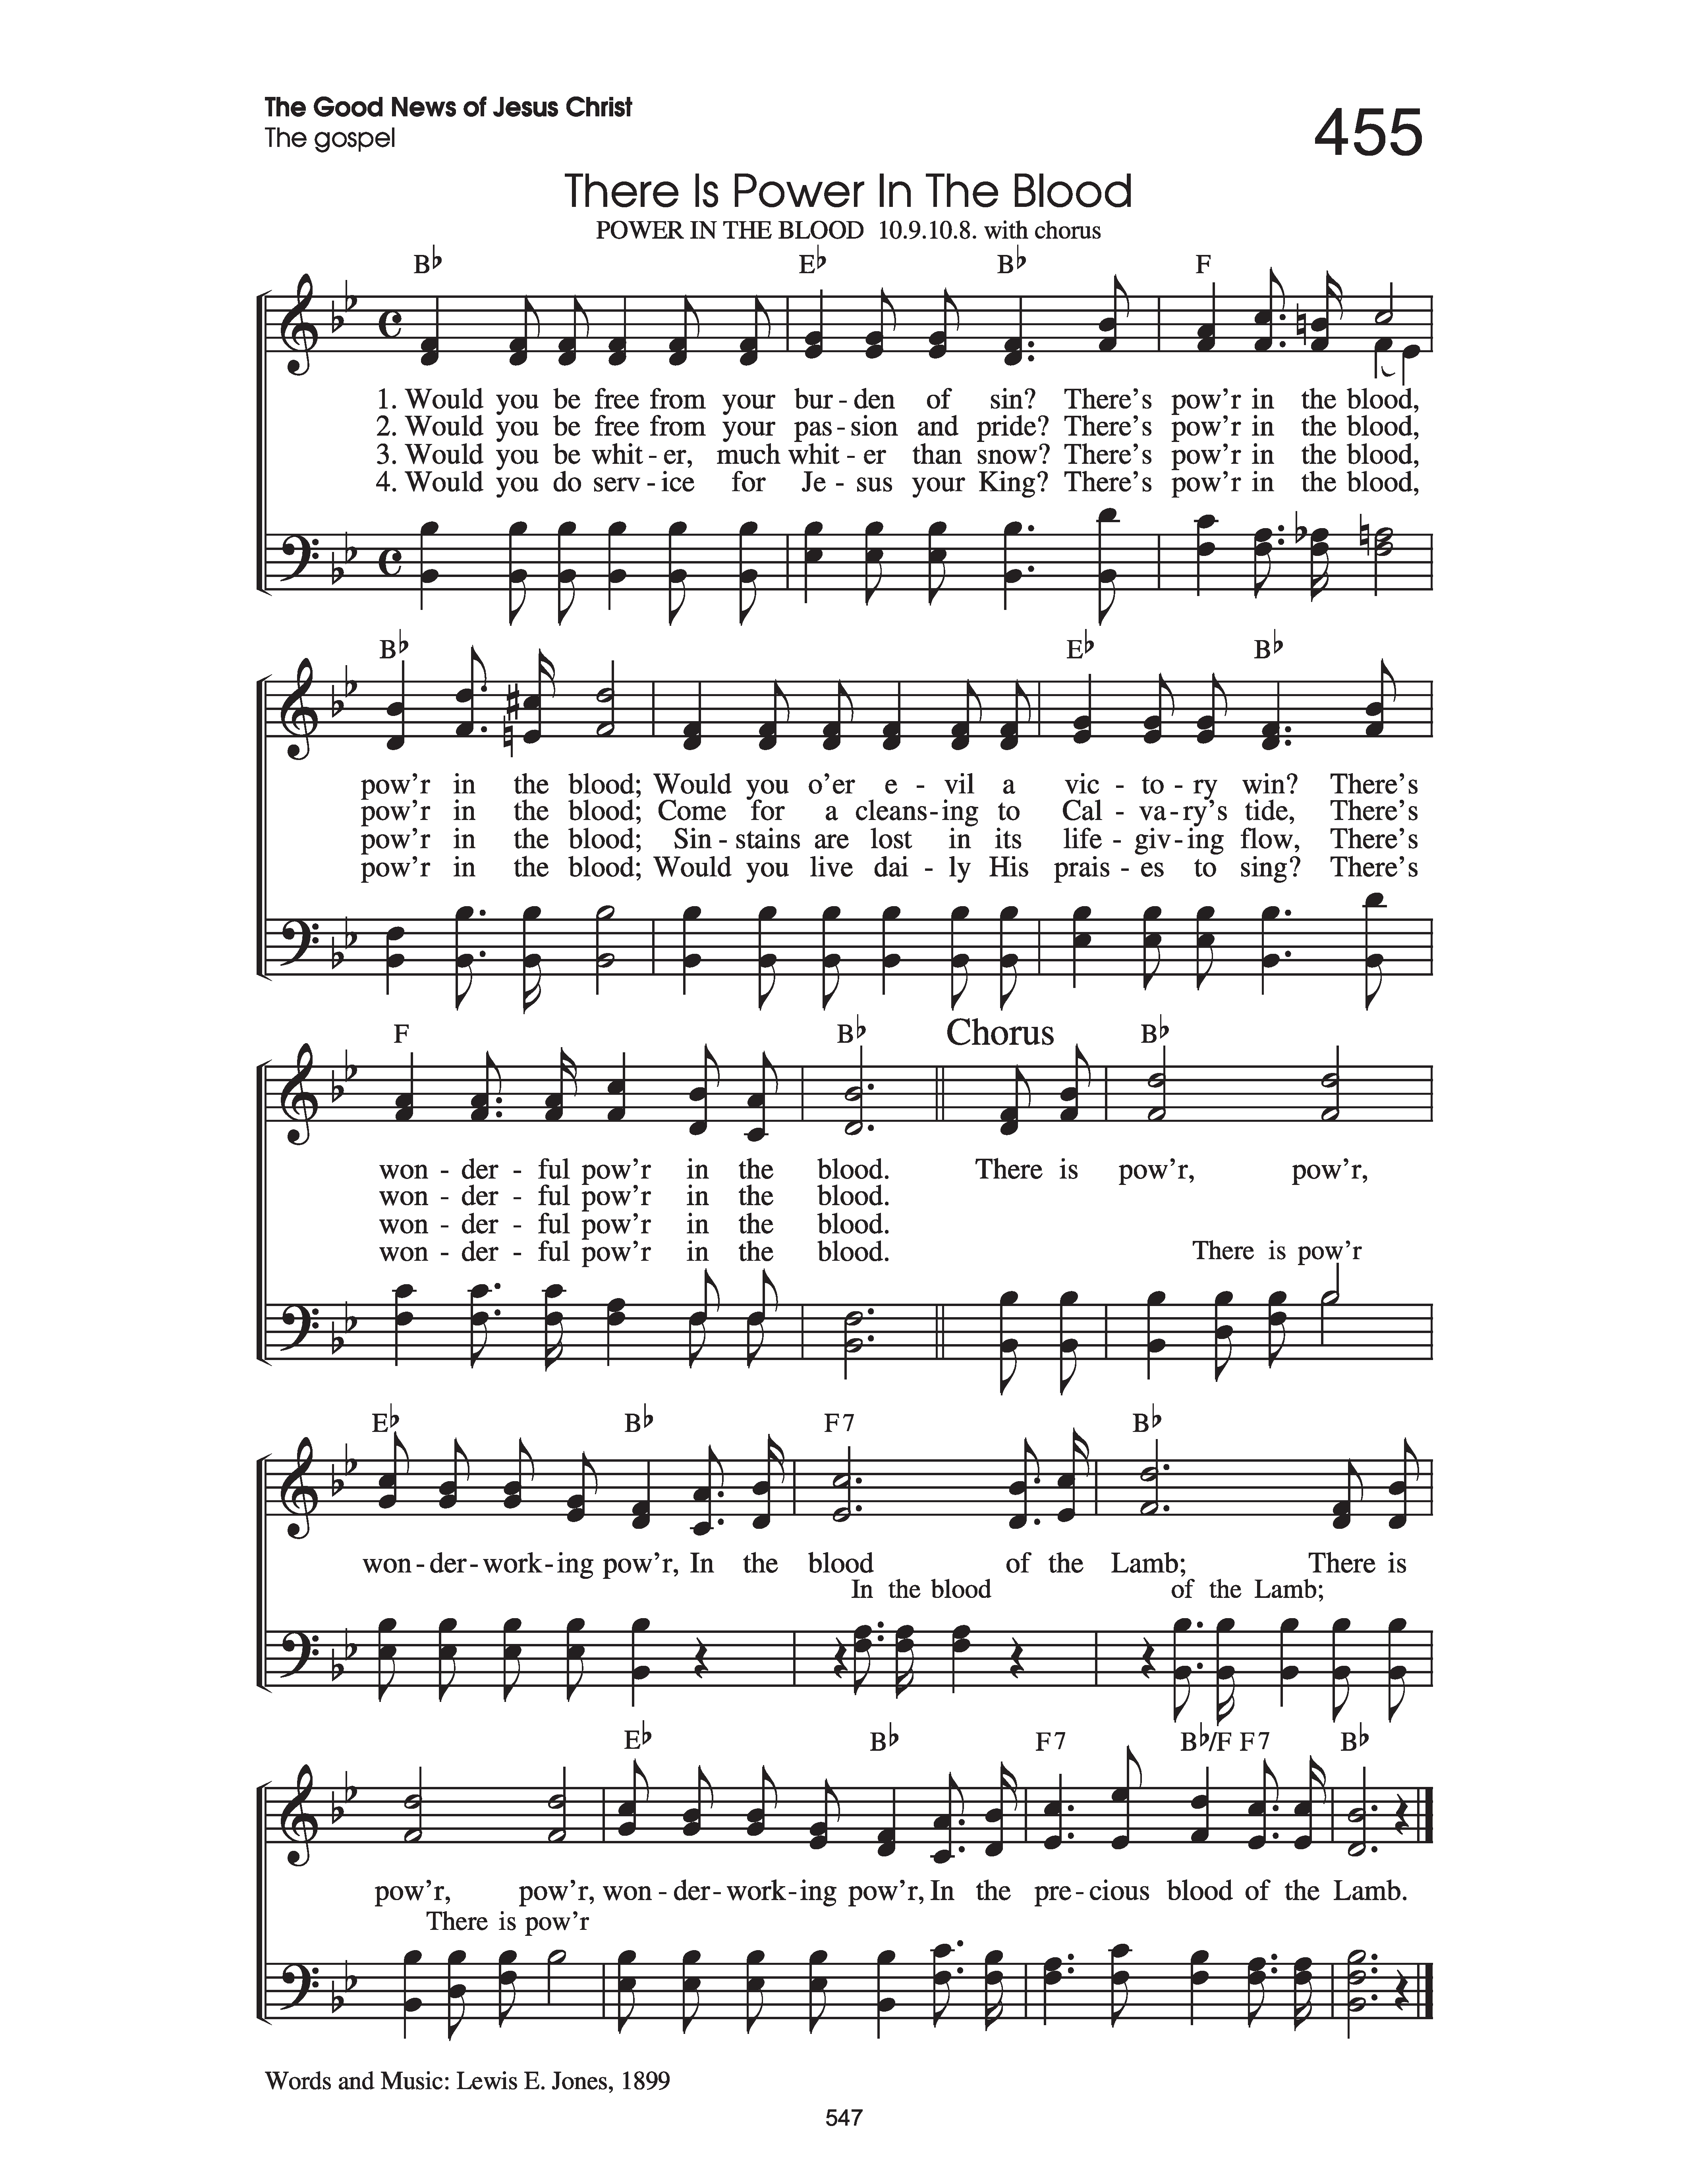 The Good News of Jesus Christ
The gospel
455
There Is Power In The Blood
POWER IN THE BLOOD 10.9.10.8. with chorus
B♭ E♭ B♭ F
1. Would you be free from your bur - den of sin? There's pow'r in the blood,
2. Would you be free from your pas - sion and pride? There's pow'r in the blood,
3. Would you be whit - er, much whit - er than snow? There's pow'r in the blood,
4. Would you do serv - ice for Je - sus your King? There's pow'r in the blood,
B♭ E♭ B♭
pow'r in the blood; Would you o'er e - vil a vic - to - ry win? There's
pow'r in the blood; Come for a cleans - ing to Cal - va - ry's tide, There's
pow'r in the blood; Sin - stains are lost in its life - giv - ing flow, There's
pow'r in the blood; Would you live dai - ly His prais - es to sing? There's
F B♭ Chorus B♭
won - der - ful pow'r in the blood. There is pow'r, pow'r,
won - der - ful pow'r in the blood.
won - der - ful pow'r in the blood.
won - der - ful pow'r in the blood. There is pow'r
E♭ B♭ F7 B♭
won - der - work - ing pow'r, In the blood of the Lamb; There is
In the blood of the Lamb;
E♭ B♭ F7 B♭/F F7 B♭
pow'r, pow'r, won - der - work - ing pow'r, In the pre - cious blood of the Lamb.
There is pow'r
Words and Music: Lewis E. Jones, 1899
547